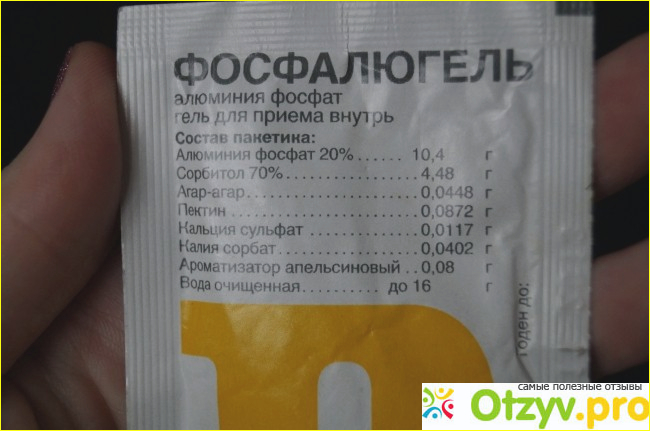 ФОСФАЛЮГЕЛЬ
алюминия фосфат
гель для приема внутрь
Состав пакетика:
Алюминия фосфат 20% ...... 10,4 г
Сорбитол 70% .................. 4,48 г
Агар-агар ........................ 0,0448 г
Пектин ........................... 0,0872 г
Кальция сульфат ............. 0,0117 г
Калия сорбат ................... 0,0402 г
Ароматизатор апельсиновый .. 0,08 г
Вода очищенная ........... до 16 г
годен до:
самые полезные отзывы
Otzyv.pro